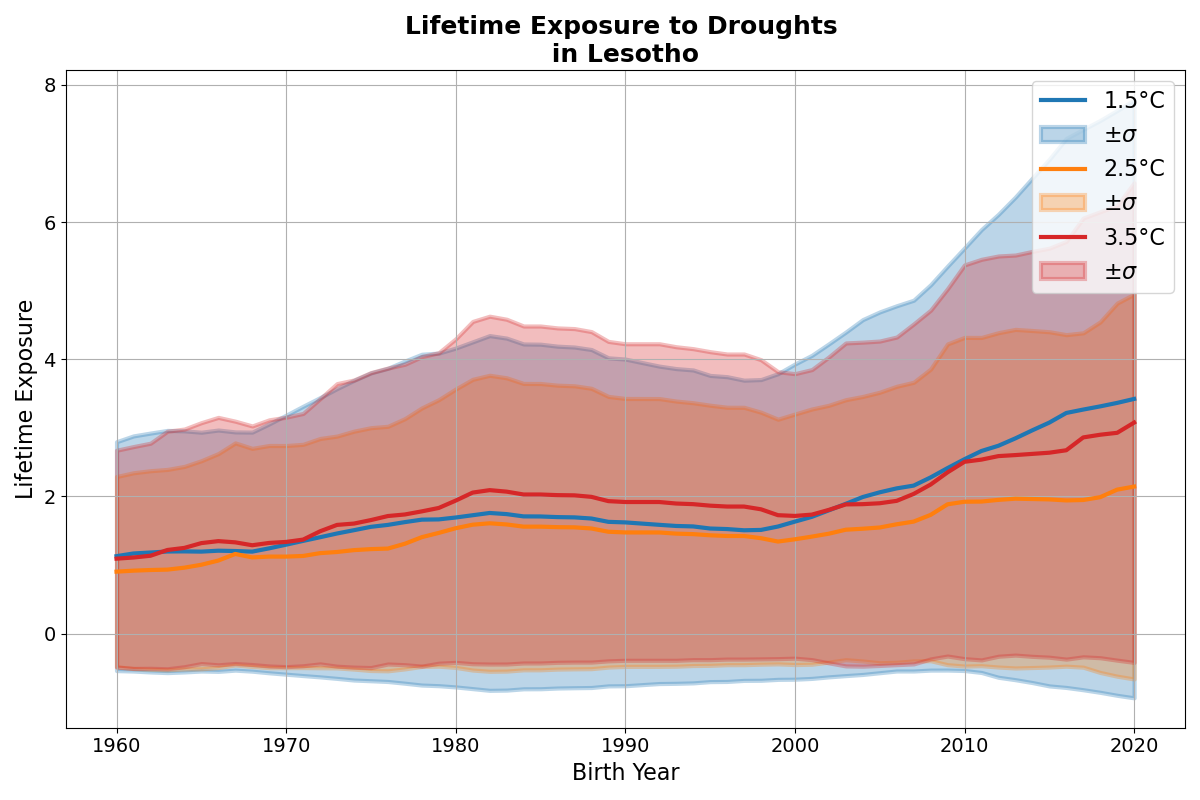 Lifetime Exposure to Droughts
in Lesotho
8
6
4
2
0
Lifetime Exposure
1960
1970
1980
1990
2000
2010
2020
Birth Year
1.5°C
±σ
2.5°C
±σ
3.5°C
±σ